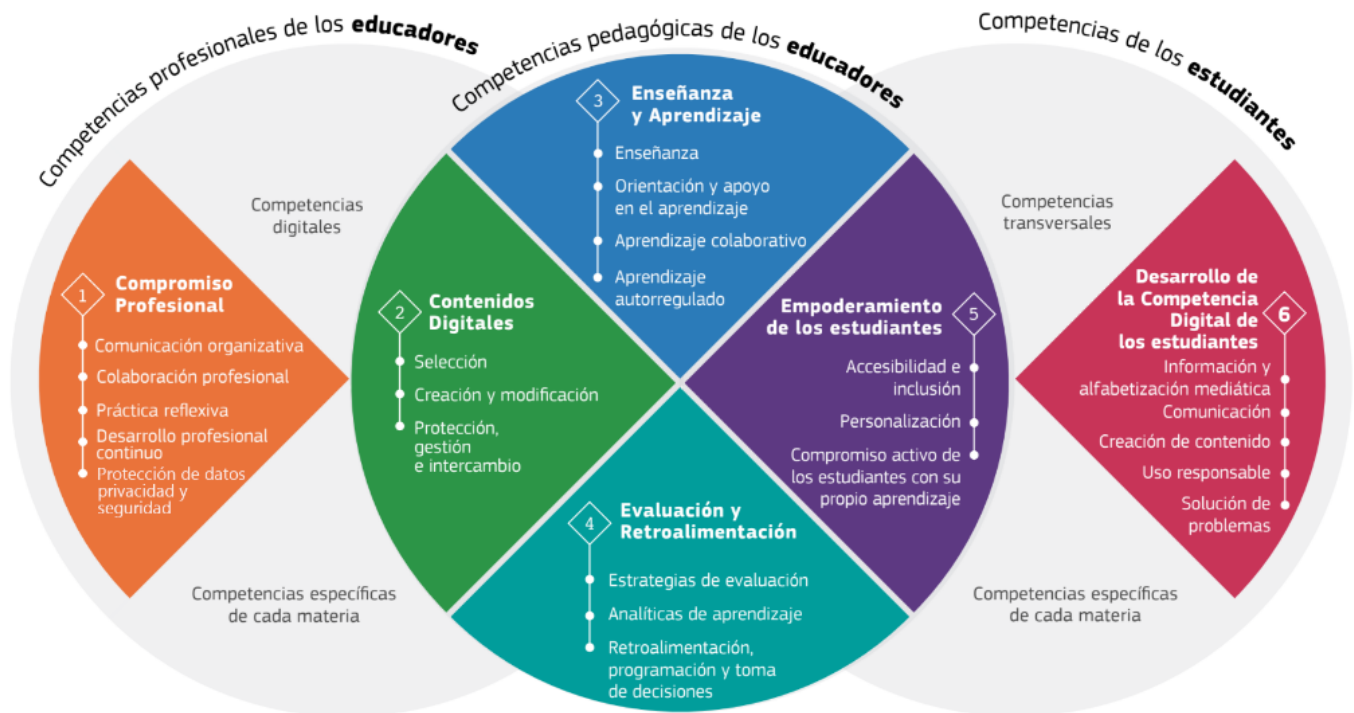 Competencias profesionales de los educadores
Competencias pedagógicas de los educadores
Competencias de los estudiantes
Competencias
digitales
Competencias específicas
de cada materia
Competencias
transversales
Competencias específicas
de cada materia
1
Compromiso
Profesional
Comunicación organizativa
Colaboración profesional
Práctica reflexiva
Desarrollo profesional
continuo
Protección de datos
privacidad y
seguridad
2
Contenidos
Digitales
Selección
Creación y modificación
Protección,
gestión
e intercambio
3
Enseñanza
y Aprendizaje
Enseñanza
Orientación y apoyo
en el aprendizaje
Aprendizaje colaborativo
Aprendizaje
autorregulado
4
Evaluación y
Retroalimentación
Estrategias de evaluación
Analíticas de aprendizaje
Retroalimentación,
programación y toma
de decisiones
5
Empoderamiento
de los estudiantes
Accesibilidad e
inclusión
Personalización
Compromiso activo de
los estudiantes con su
propio aprendizaje
6
Desarrollo de
la Competencia
Digital de
los estudiantes
Información y
alfabetización mediática
Comunicación
Creación de contenido
Uso responsable
Solución de
problemas